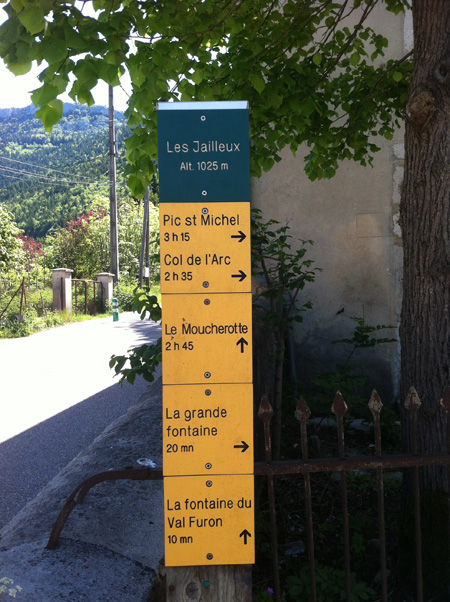 Les Jailleux
Alt. 1025 m
Pic st Michel
3 h 15
Col de l'Arc
2 h 35
Le Moucherotte
2 h 45
La grande
fontaine
20 mn
La fontaine du
Val Furon
10 mn